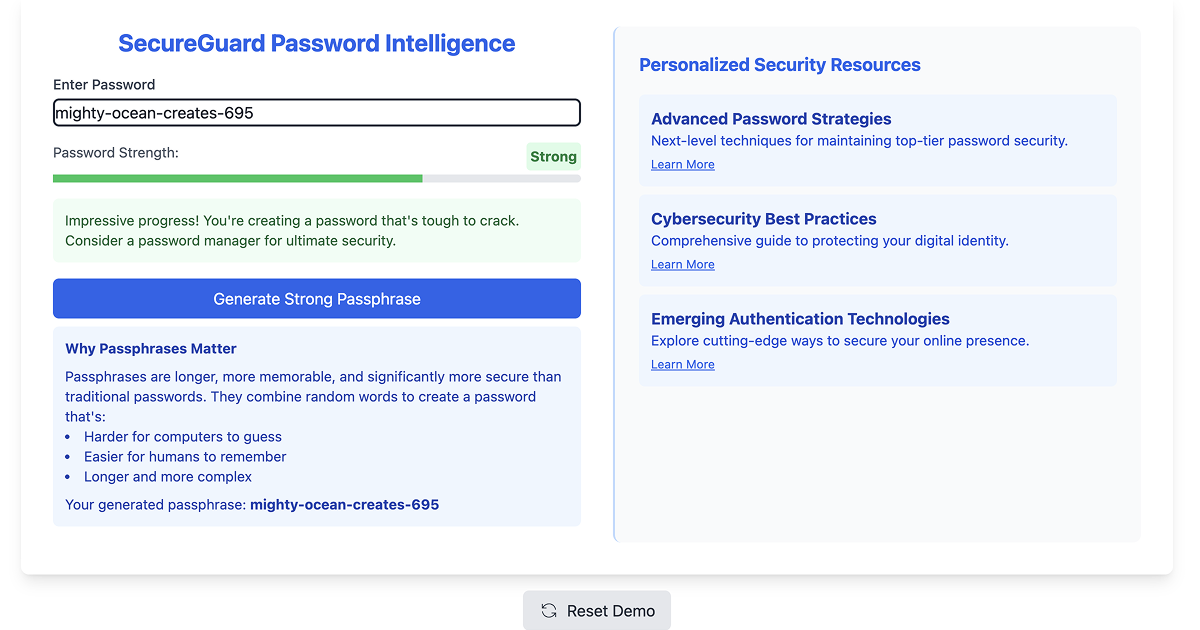 SecureGuard Password Intelligence
Enter Password
mighty-ocean-creates-695
Password Strength:
Strong
Impressive progress! You're creating a password that's tough to crack.
Consider a password manager for ultimate security.
Generate Strong Passphrase
Why Passphrases Matter
Passphrases are longer, more memorable, and significantly more secure than
traditional passwords. They combine random words to create a password
that's:
• Harder for computers to guess
• Easier for humans to remember
• Longer and more complex
Your generated passphrase: mighty-ocean-creates-695
Personalized Security Resources
Advanced Password Strategies
Next-level techniques for maintaining top-tier password security.
Learn More
Cybersecurity Best Practices
Comprehensive guide to protecting your digital identity.
Learn More
Emerging Authentication Technologies
Explore cutting-edge ways to secure your online presence.
Learn More
Reset Demo